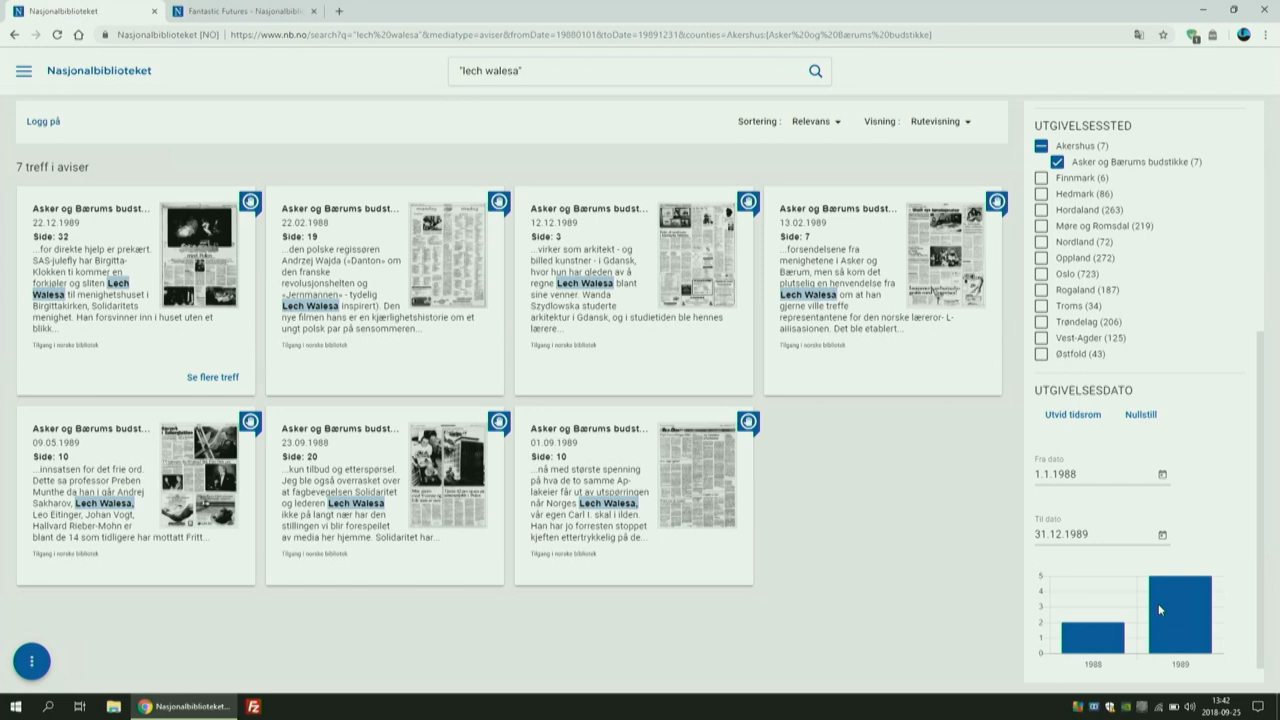 Nasjonalbiblioteket
Fantastic Futures - Nasjonalbibli
Nasjonalbiblioteket [NO]
https://www.nb.no/search?q="lech%20walesa"&mediatype=aviser&fromDate=19880101&toDate=19891231&counties=Akershus:[Asker%20og%20Bærums%20budstikke]
Nasjonalbiblioteket
"lech walesa"
Logg på
Sortering : Relevans
Visning : Rutevisning
7 treff i aviser
Asker og Bærums budst...
22.12.1989
Side: 32
...for direkte hjelp er prekært.
SAS-julefly har Birgitta-
Klokken ti kommer en
forkjølet og sliten Lech
Walesa til menighetshuset i
Birgittakirken, Solidaritets
menighet. Han forsvinner inn i huset uten et
blikk...
Tilgang i norske bibliotek
Se flere treff
Asker og Bærums budst...
22.02.1988
Side: 19
...den polske regissøren
Andrzej Wajda («Danton» om
den franske
revolusjonshelten og
«Jernmannen» - tydelig
Lech Walesa inspirert). Den
nye filmen hans er en kjærlighetshistorie om et
ungt polsk par på sensommeren...
Tilgang i norske bibliotek
Asker og Bærums budst...
12.12.1989
Side: 3
...virker som arkitekt - og
billed kunstner - i Gdansk,
hvor hun har gleden av å
regne Lech Walesa blant
sine venner. Wanda
Szydlowska studerte
arkitektur i Gdansk, og i studietiden ble hennes
lærere...
Tilgang i norske bibliotek
Asker og Bærums budst...
13.02.1989
Side: 7
...forsendelsene fra
menighetene i Asker og
Bærum, men så kom det
plutselig en henvendelse fra
Lech Walesa om at han
gjerne ville treffe
representantene for den norske læreror- L-
aiiisasionen. Det ble etablert...
Tilgang i norske bibliotek
Asker og Bærums budst...
09.05.1989
Side: 10
...innsatsen for det frie ord.
Dette sa professor Preben
Munthe da han i går Andrej
Sakharov, Lech Walesa,
Leo Eitinger, Johan Vogt,
Hallvard Rieber-Mohn er
blant de 14 som tidligere har mottatt Fritt...
Tilgang i norske bibliotek
Asker og Bærums budst...
23.09.1988
Side: 20
...kun tilbud og etterspørsel.
Jeg ble også overrasket over
at fagbevegelsen Solidaritet
og lederen Lech Walesa
ikke på langt nær har den
stillingen vi blir forespeilet
av media her hjemme. Solidaritet har...
Tilgang i norske bibliotek
Asker og Bærums budst...
01.09.1989
Side: 10
...nå med største spenning
på hva de to samme Ap-
lakeier får ut av utspørringen
når Norges Lech Walesa,
vår egen Carl I. skal i ilden.
Han har jo forresten stoppet
kjeften ettertrykkelig på de...
Tilgang i norske bibliotek
UTGIVELSESSTED
Akershus (7)
Asker og Bærums budstikke (7)
Finnmark (6)
Hedmark (86)
Hordaland (263)
Møre og Romsdal (219)
Nordland (72)
Oppland (272)
Oslo (723)
Rogaland (187)
Troms (34)
Trøndelag (206)
Vest-Agder (125)
Østfold (43)
UTGIVELSESDATO
Utvid tidsrom
Nullstill
Fra dato
1.1.1988
Til dato
31.12.1989
5
4
3
2
1
0
1988
1989
Nasjonalbiblioteket...
13:42
2018-09-25